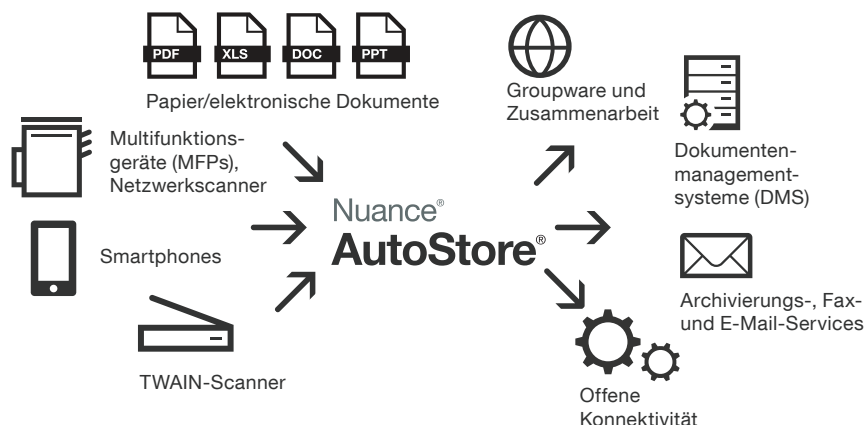 PDF
XLS
DOC
PPT
Papier/elektronische Dokumente
Multifunktions-
geräte (MFPs),
Netzwerkscanner
Smartphones
TWAIN-Scanner
Nuance®
AutoStore®
Groupware und
Zusammenarbeit
Dokumenten-
management-
systeme (DMS)
Archivierungs-, Fax-
und E-Mail-Services
Offene
Konnektivität